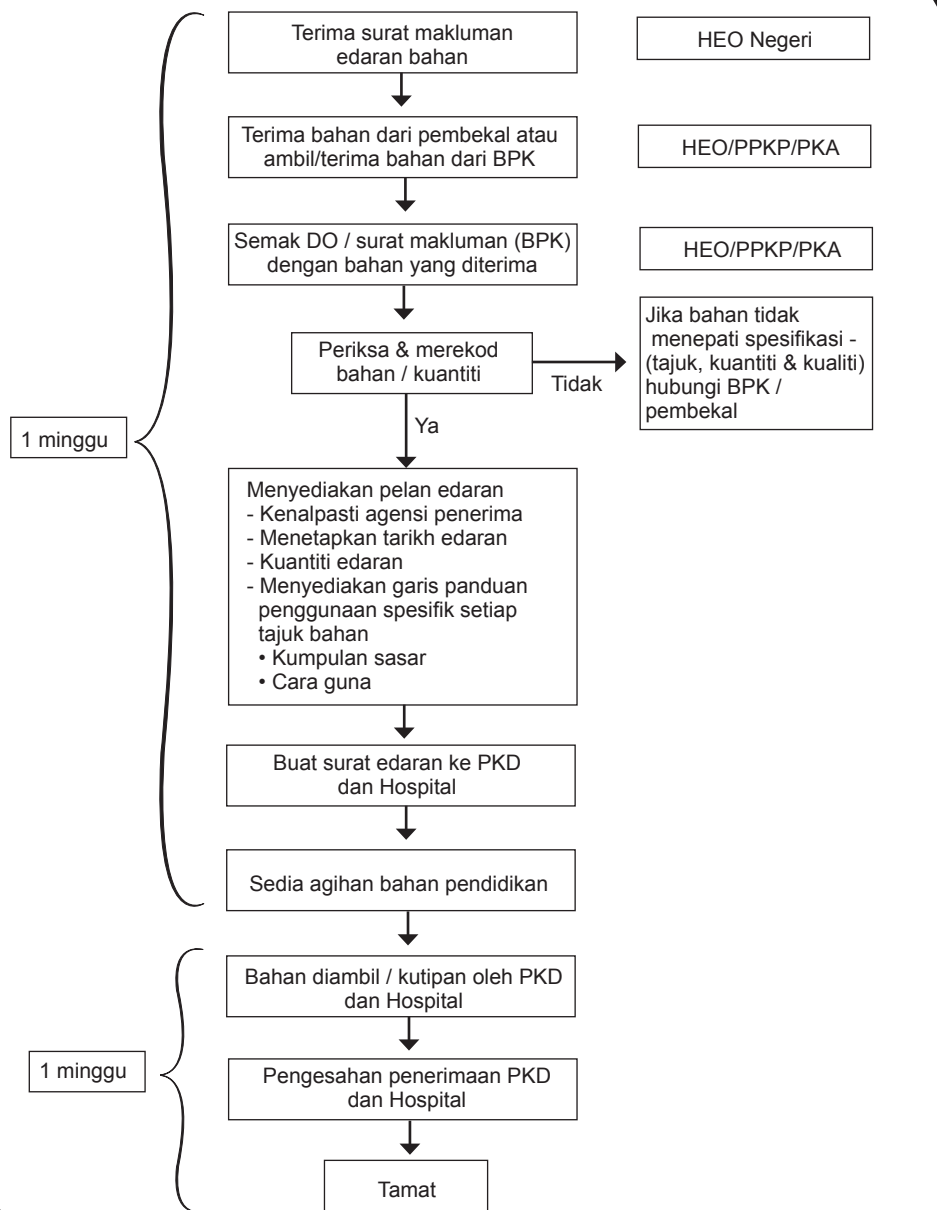 Terima surat makluman
edaran bahan
HEO Negeri
Terima bahan dari pembekal atau
ambil/terima bahan dari BPK
HEO/PPKP/PKA
Semak DO / surat makluman (BPK)
dengan bahan yang diterima
HEO/PPKP/PKA
Periksa & merekod
bahan / kuantiti
Tidak
Jika bahan tidak
menepati spesifikasi -
(tajuk, kuantiti & kualiti)
hubungi BPK /
pembekal
Ya
1 minggu
Menyediakan pelan edaran
- Kenalpasti agensi penerima
- Menetapkan tarikh edaran
- Kuantiti edaran
- Menyediakan garis panduan
penggunaan spesifik setiap
tajuk bahan
• Kumpulan sasar
• Cara guna
Buat surat edaran ke PKD
dan Hospital
Sedia agihan bahan pendidikan
Bahan diambil / kutipan oleh PKD
dan Hospital
1 minggu
Pengesahan penerimaan PKD
dan Hospital
Tamat